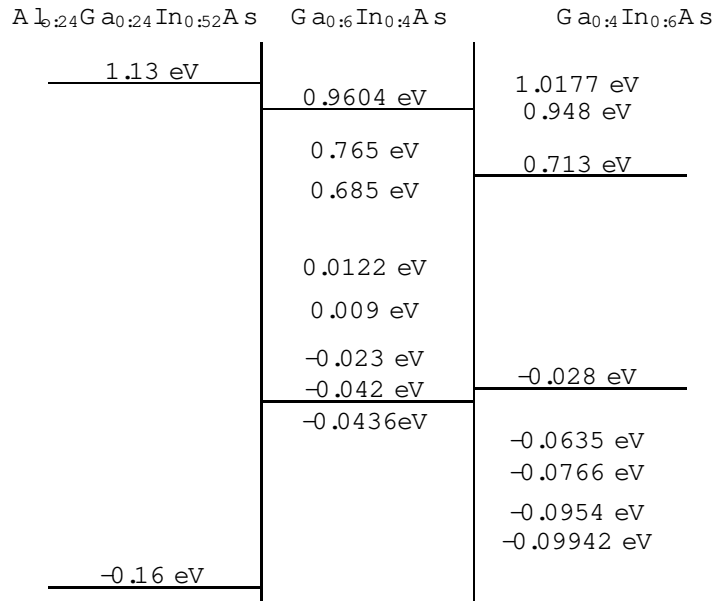 Al0:24Ga0:24In0:52As Ga0:6In0:4As Ga0:4In0:6As
1.13 eV
0.9604 eV
0.765 eV
0.685 eV
0.0122 eV
0.009 eV
−0.023 eV
−0.042 eV
−0.0436eV
1.0177 eV
0.948 eV
0.713 eV
−0.028 eV
−0.0635 eV
−0.0766 eV
−0.0954 eV
−0.09942 eV
−0.16 eV